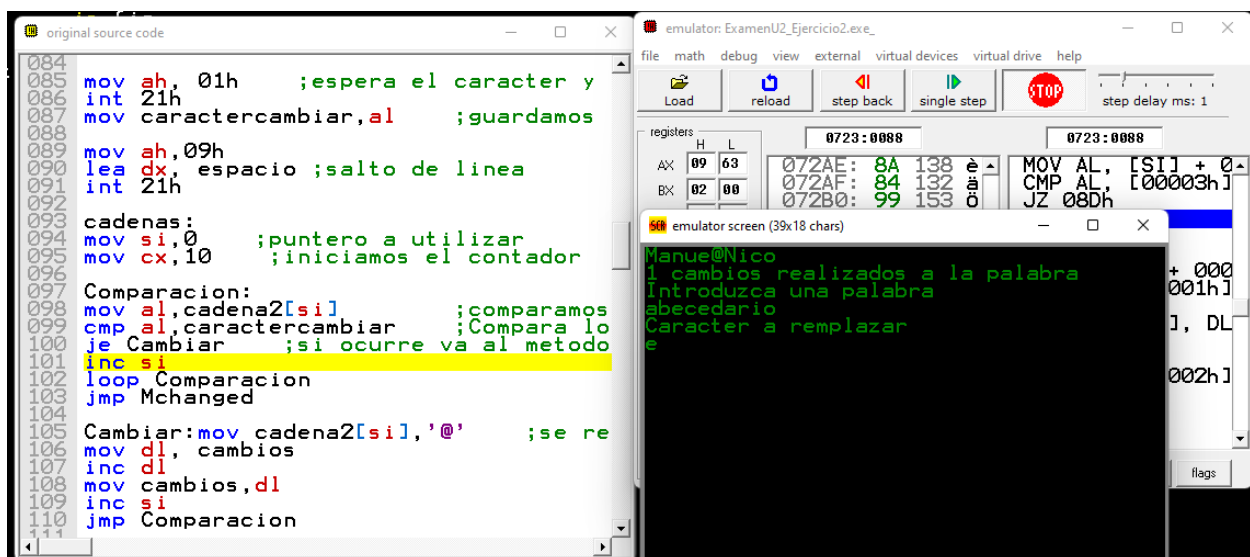 original source code
084
085 mov ah, 01h ;espera el caracter y
086 int 21h
087 mov caractercambiar,al ;guardamos
088
089 mov ah,09h
090 lea dx, espacio ;salto de linea
091 int 21h
092
093 cadenas:
094 mov si,0 ;puntero a utilizar
095 mov cx,10 ;iniciamos el contador
096
097 Comparacion:
098 mov al,cadena2[si] ;comparamos
099 cmp al,caractercambiar ;Compara lo
100 je Cambiar ;si ocurre va al metodo
101 inc si
102 loop Comparacion
103 jmp Mchanged
104
105 Cambiar:mov cadena2[si],'@' ;se re
106 mov dl, cambios
107 inc dl
108 mov cambios,dl
109 inc si
110 jmp Comparacion
111
emulator: ExamenU2_Ejercicio2.exe_
file math debug view external virtual devices virtual drive help
Load reload step back single step STOP step delay ms: 1
registers H L
AX 09 63
BX 02 00
0723:0088
072AE: 8A 138 è
072AF: 84 132 ä
072B0: 99 153 Ö
0723:0088
MOV AL, [SI] + 0
CMP AL, [00003h]
JZ 08Dh
+ 000
001h]
], DL
002h]
flags
SCR emulator screen (39x18 chars)
Manue@Nico
1 cambios realizados a la palabra
Introduzca una palabra
abecedario
Caracter a remplazar
e